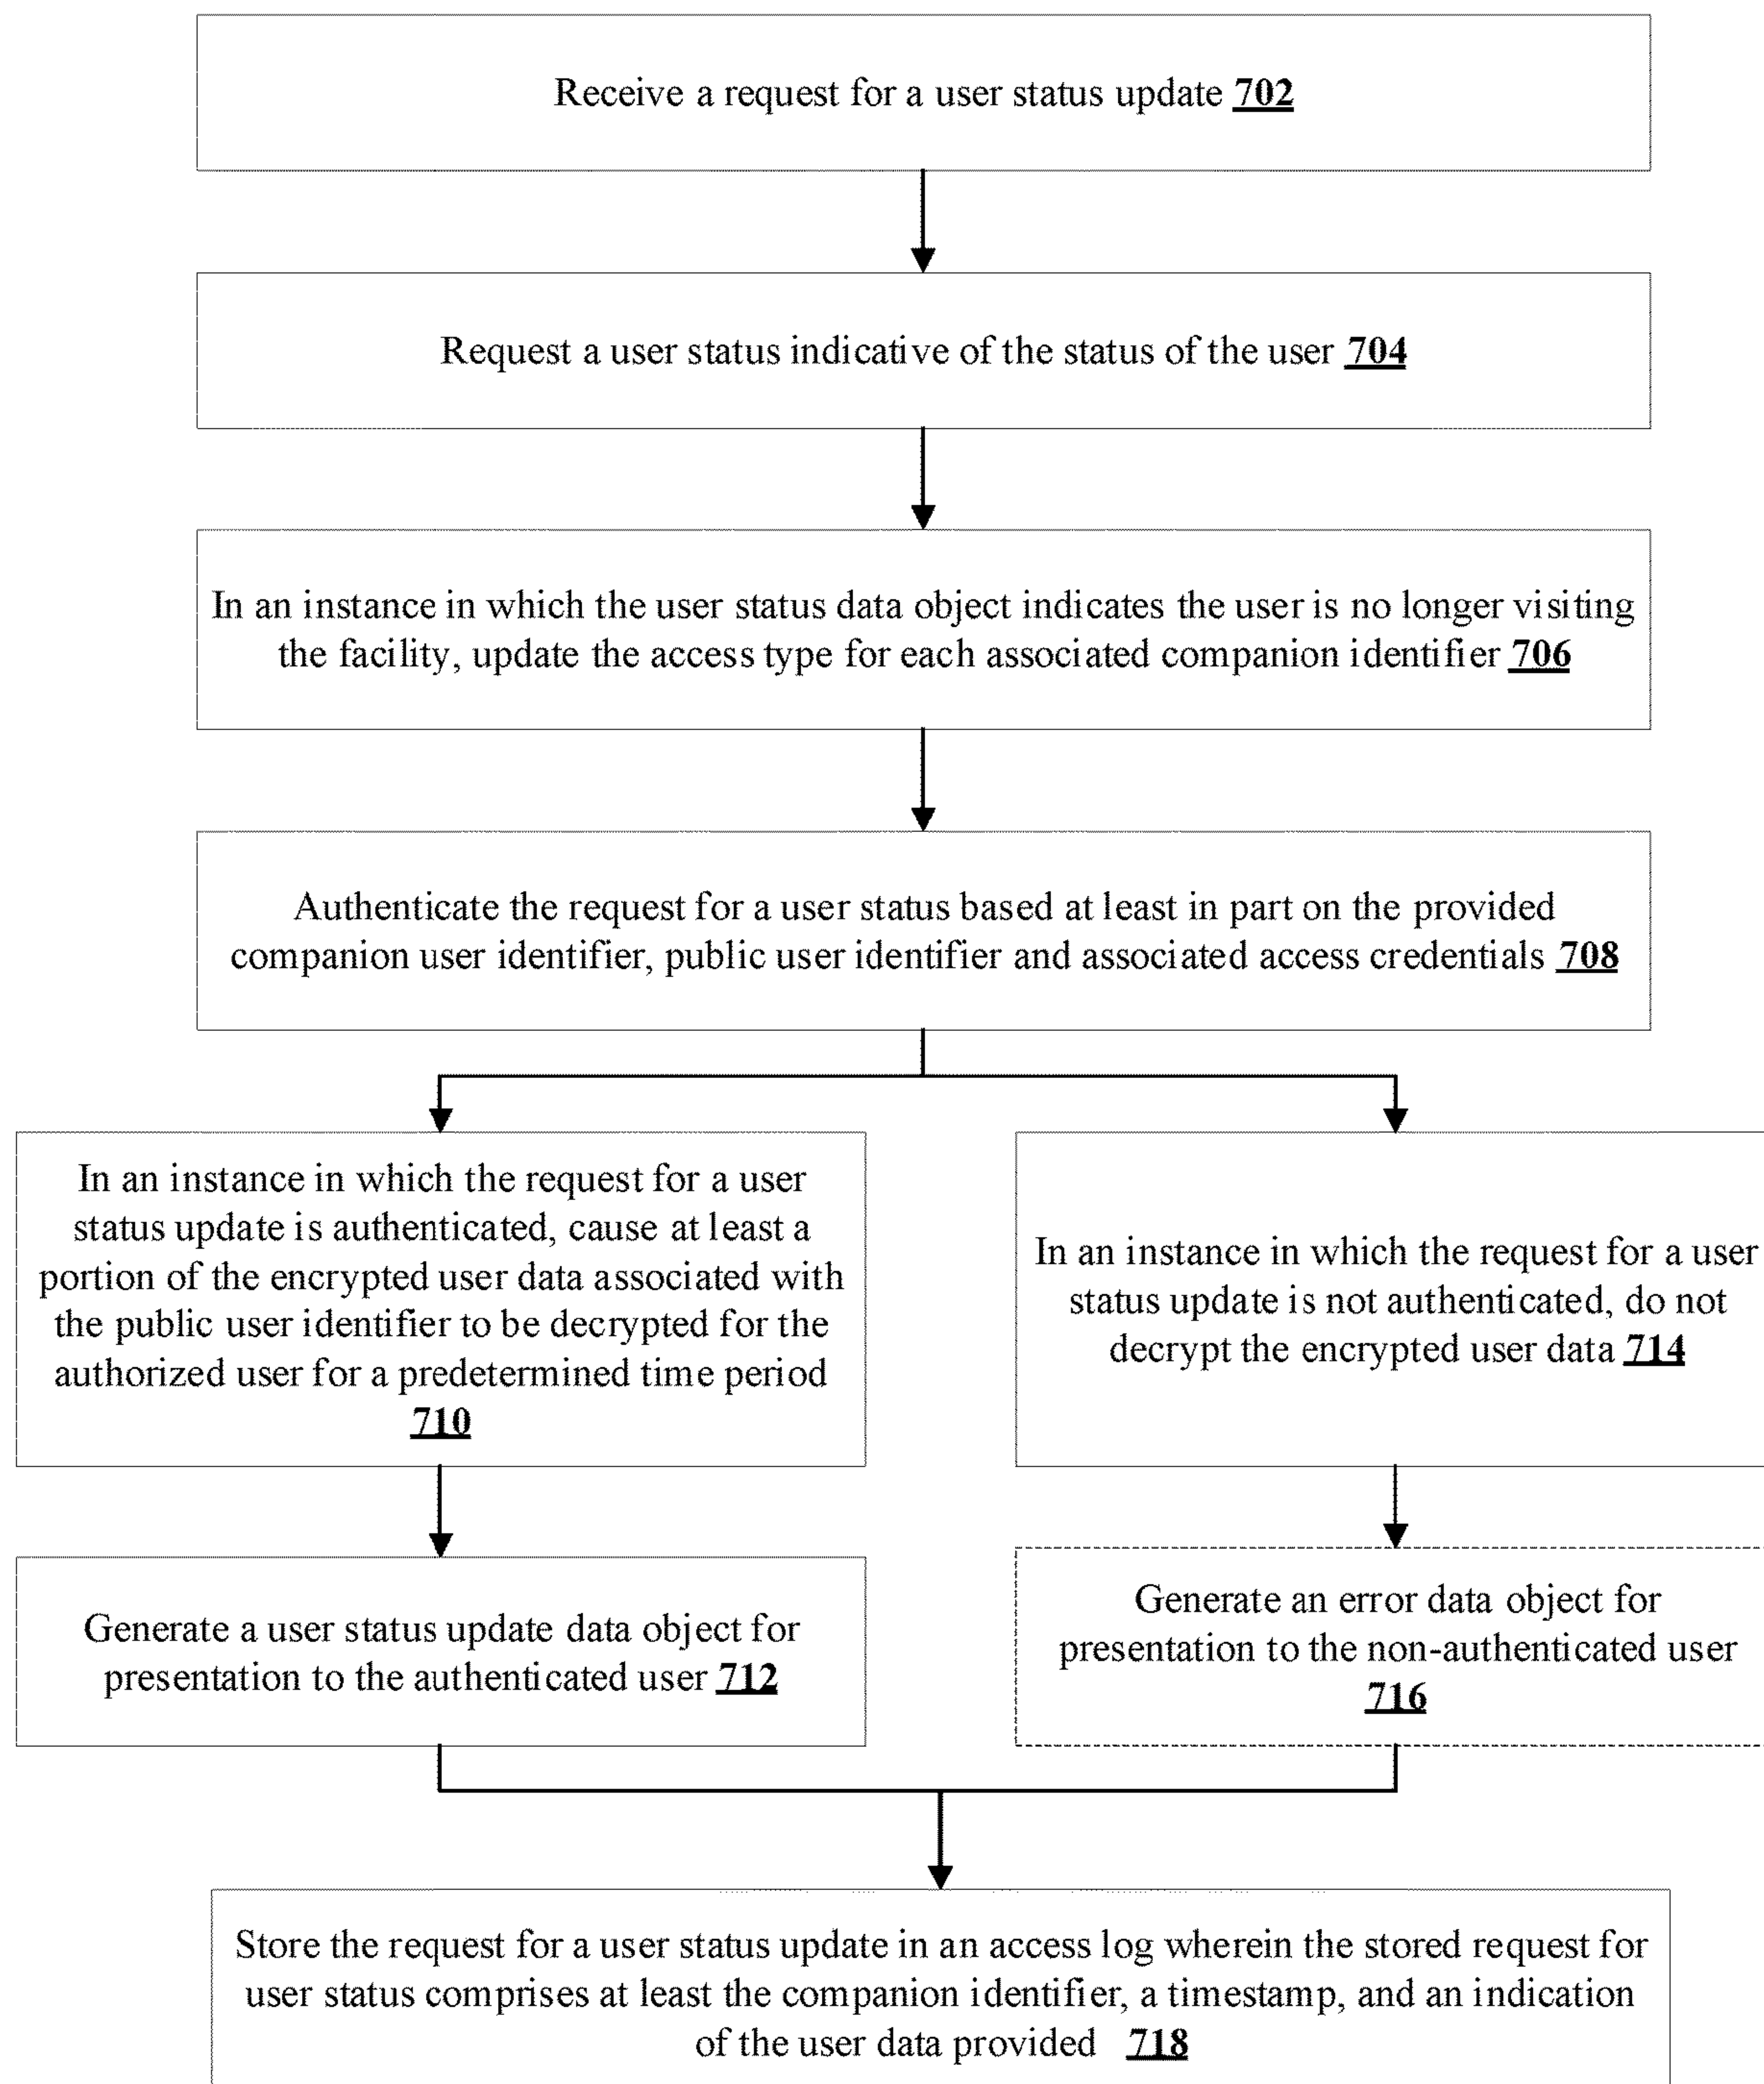 Receive a request for a user status update 702
Request a user status indicative of the status of the user 704
In an instance in which the user status data object indicates the user is no longer visiting
the facility, update the access type for each associated companion identifier 706
Authenticate the request for a user status based at least in part on the provided
companion user identifier, public user identifier and associated access credentials 708
In an instance in which the request for a user
status update is authenticated, cause at least a
portion of the encrypted user data associated with
the public user identifier to be decrypted for the
authorized user for a predetermined time period
710
In an instance in which the request for a user
status update is not authenticated, do not
decrypt the encrypted user data 714
Generate a user status update data object for
presentation to the authenticated user 712
Generate an error data object for
presentation to the non-authenticated user
716
Store the request for a user status update in an access log wherein the stored request for
user status comprises at least the companion identifier, a timestamp, and an indication
of the user data provided 718